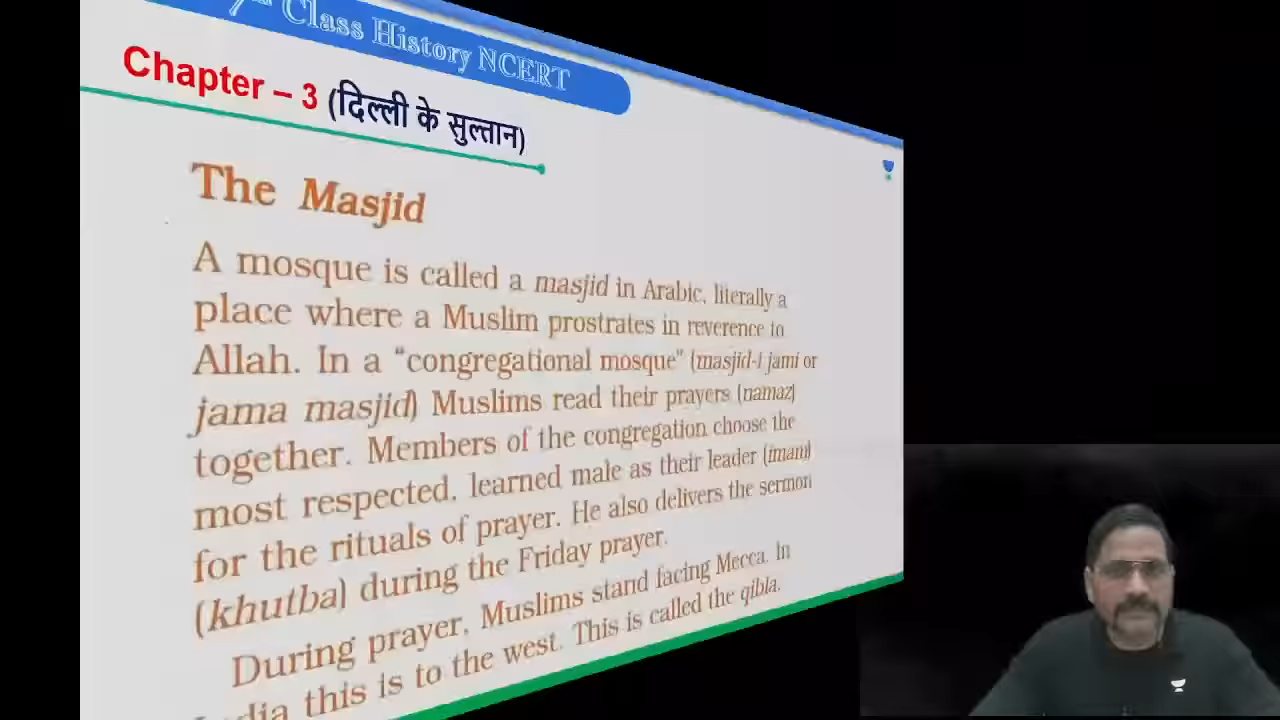 7th Class History NCERT
Chapter – 3 (दिल्ली के सुल्तान)
The Masjid
A mosque is called a masjid in Arabic, literally a
place where a Muslim prostrates in reverence to
Allah. In a “congregational mosque” (masjid-i jami or
jama masjid) Muslims read their prayers (namaz)
together. Members of the congregation choose the
most respected, learned male as their leader (imam)
for the rituals of prayer. He also delivers the sermon
(khutba) during the Friday prayer.
During prayer, Muslims stand facing Mecca. In
India this is to the west. This is called the qibla.